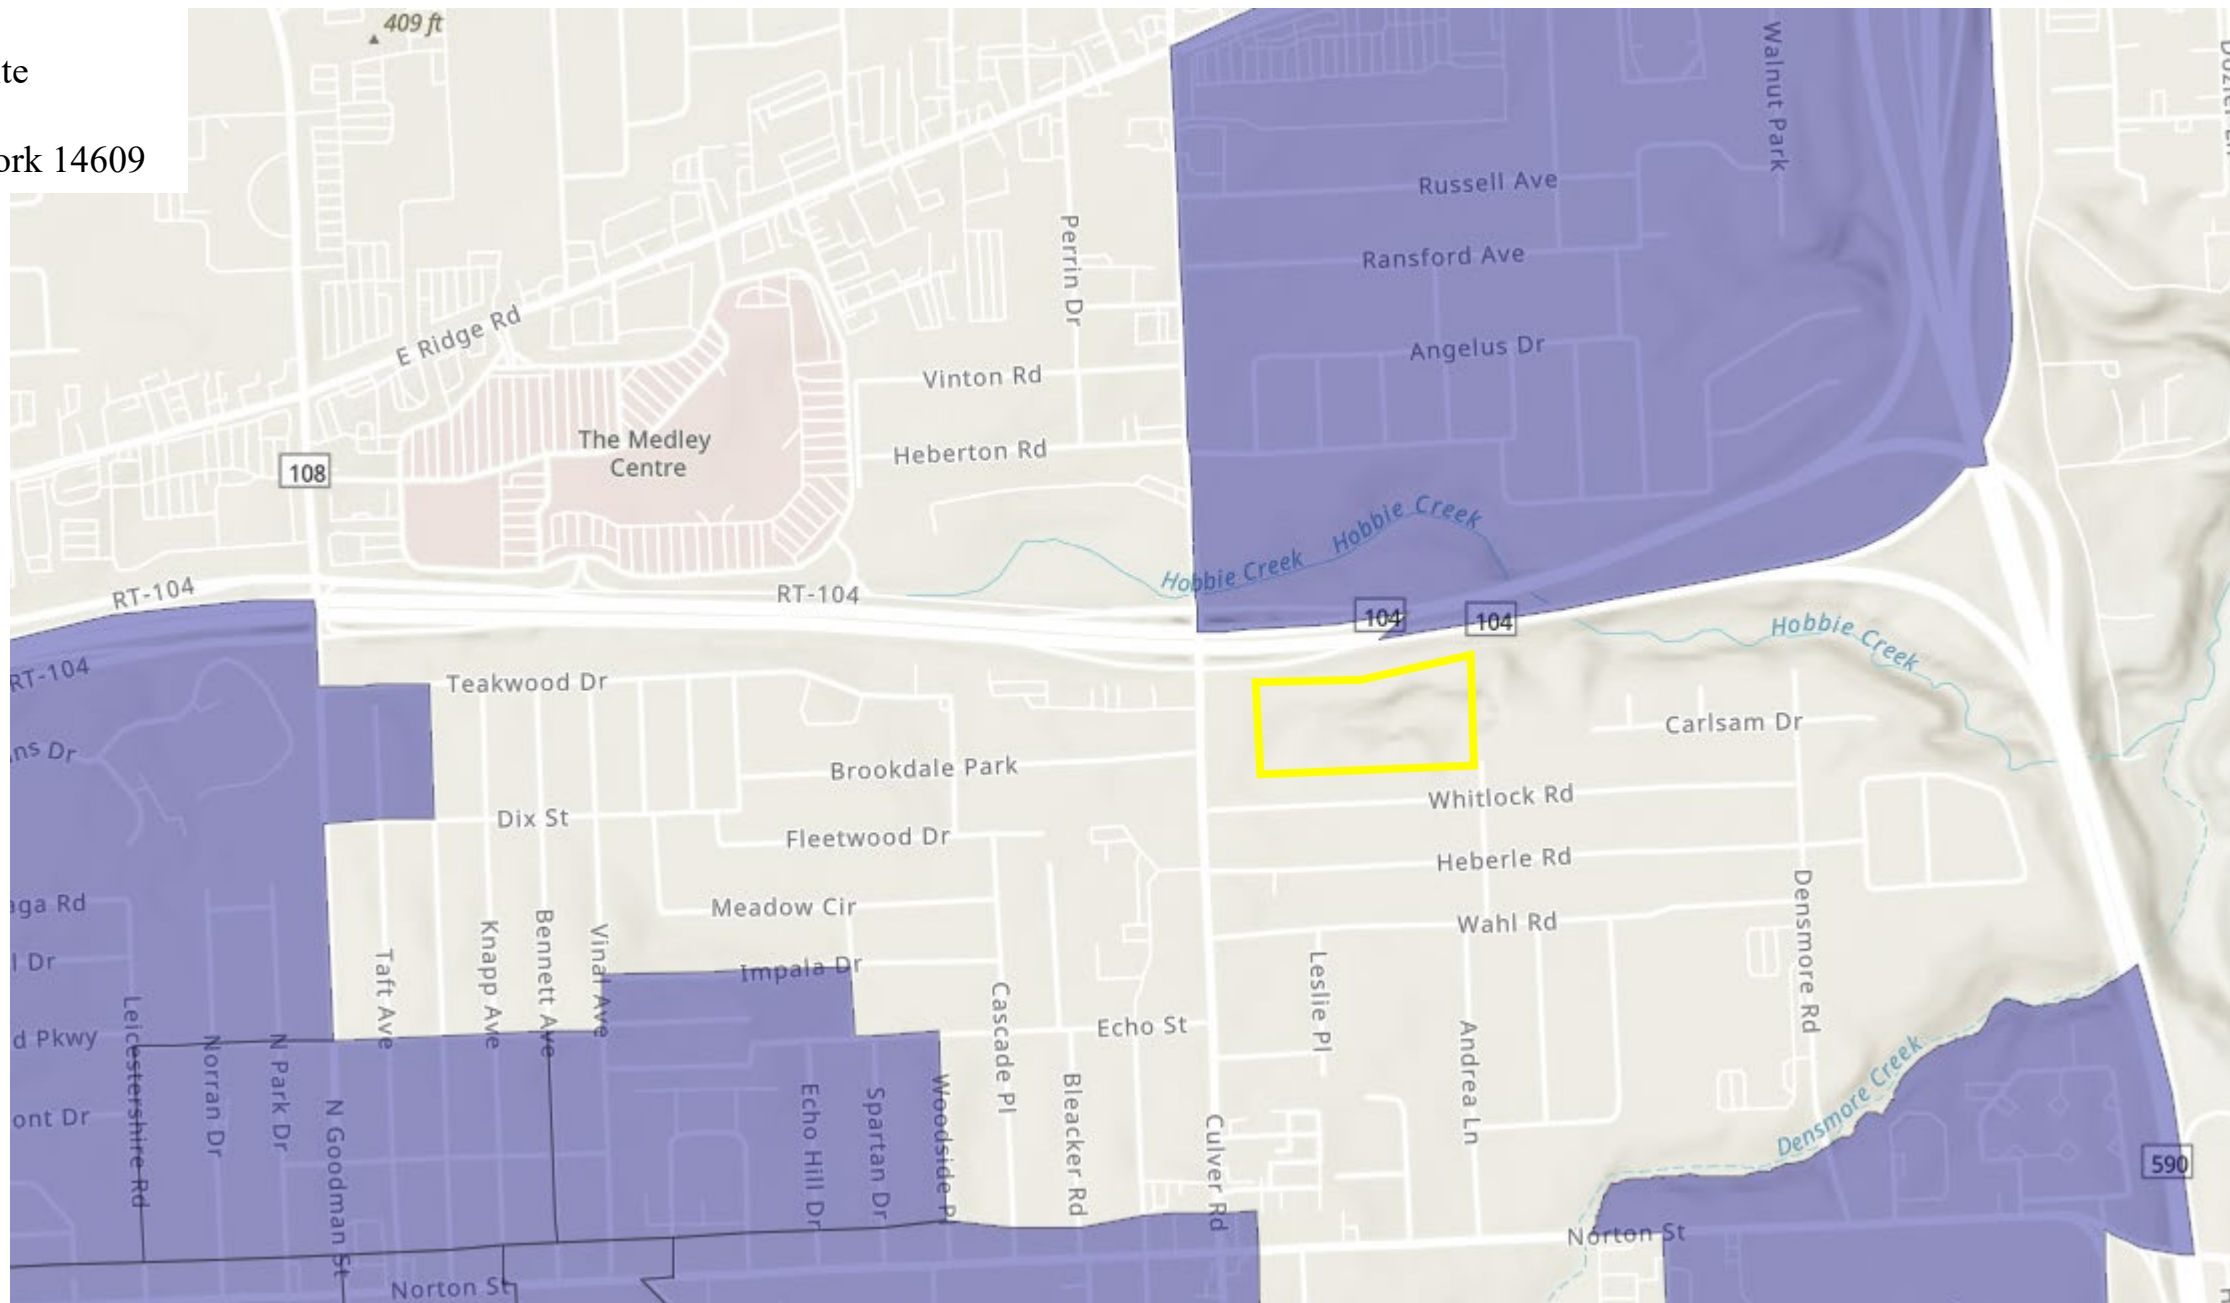 409 ft
te
ork 14609
Walnut Park
Russell Ave
Perrin Dr
Ransford Ave
E Ridge Rd
Angelus Dr
Vinton Rd
The Medley
Centre
Heberton Rd
108
Hobbie Creek
Hobbie Creek
RT-104
RT-104
104
104
Hobbie Creek
RT-104
Teakwood Dr
Carlsam Dr
ns Dr
Brookdale Park
Whitlock Rd
Dix St
Fleetwood Dr
Heberle Rd
aga Rd
Meadow Cir
Wahl Rd
Densmore Rd
l Dr
Taft Ave
Knapp Ave
Bennett Ave
Vinal Ave
Impala Dr
Leslie Pl
Cascade Pl
Echo St
d Pkwy
Leicestershire Rd
Norran Dr
N Park Dr
Andrea Ln
Densmore Creek
ont Dr
N Goodman St
Echo Hill Dr
Spartan Dr
Woodside Pl
Bleacker Rd
Culver Rd
590
Norton St
Norton St